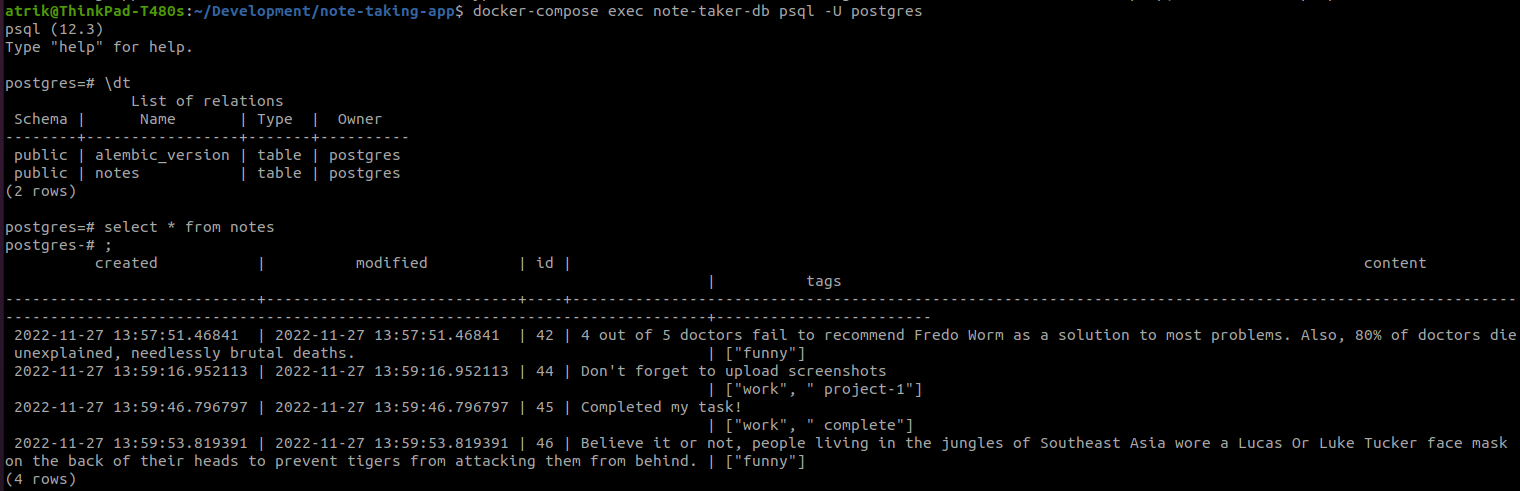 atrik@ThinkPad-T480s:~/Development/note-taking-app$ docker-compose exec note-taker-db psql -U postgres
psql (12.3)
Type "help" for help.

postgres=# \dt
              List of relations
 Schema |      Name       | Type  |  Owner
--------+-----------------+-------+----------
 public | alembic_version | table | postgres
 public | notes           | table | postgres
(2 rows)

postgres=# select * from notes
postgres-# ;
          created           |          modified          | id |                                                                                         content
                                                                               |          tags
----------------------------+----------------------------+----+---------------------------------------------------------------------------------------------------------
-------------------------------------------------------------------------------+------------------------
 2022-11-27 13:57:51.46841  | 2022-11-27 13:57:51.46841  | 42 | 4 out of 5 doctors fail to recommend Fredo Worm as a solution to most problems. Also, 80% of doctors die
 unexplained, needlessly brutal deaths.                                        | ["funny"]
 2022-11-27 13:59:16.952113 | 2022-11-27 13:59:16.952113 | 44 | Don't forget to upload screenshots
                                                                               | ["work", " project-1"]
 2022-11-27 13:59:46.796797 | 2022-11-27 13:59:46.796797 | 45 | Completed my task!
                                                                               | ["work", " complete"]
 2022-11-27 13:59:53.819391 | 2022-11-27 13:59:53.819391 | 46 | Believe it or not, people living in the jungles of Southeast Asia wore a Lucas Or Luke Tucker face mask
on the back of their heads to prevent tigers from attacking them from behind. | ["funny"]
(4 rows)